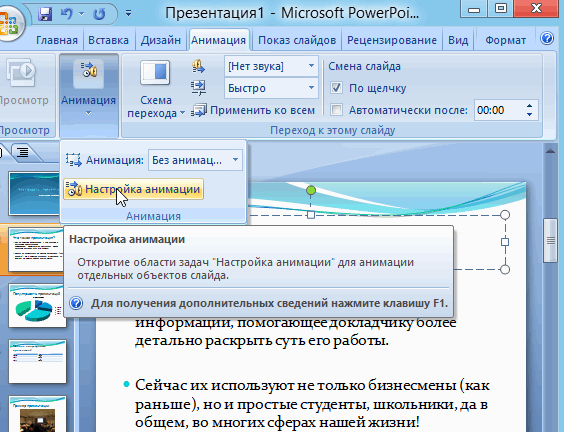 Презентация1 - Microsoft PowerPoi...
Главная Вставка Дизайн Анимация Показ слайдов Рецензирование Вид Формат
Просмотр
Анимация
Схема перехода
[Нет звука]
Быстро
Применить ко всем
Смена слайда
По щелчку
Автоматически после: 00:00
Просмотр
Переход к этому слайду
Анимация: Без анимац...
Настройка анимации
Анимация
Настройка анимации
Открытие области задач "Настройка анимации" для анимации
отдельных объектов слайда.
Для получения дополнительных сведений нажмите клавишу F1.
информации, помогающее докладчику более
детально раскрыть суть его работы.
Сейчас их используют не только бизнесмены (как
раньше), но и простые студенты, школьники, да в
общем, во многих сферах нашей жизни!